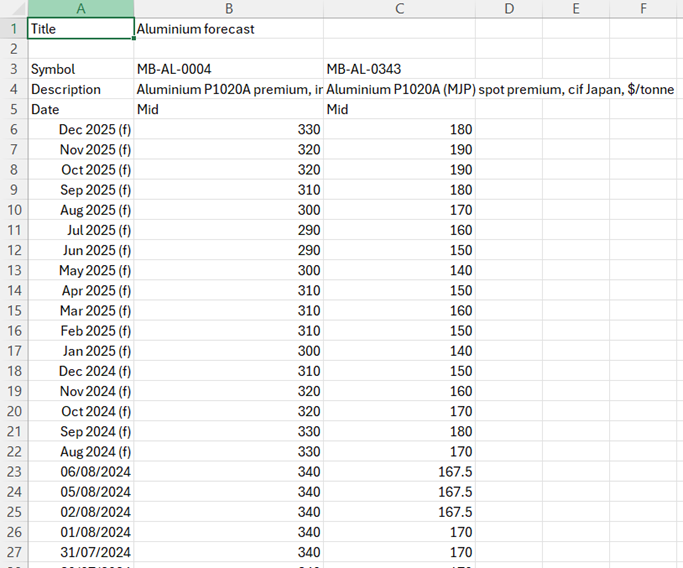 A B C D E F
1 Title Aluminium forecast
2
3 Symbol MB-AL-0004 MB-AL-0343
4 Description Aluminium P1020A premium, Aluminium P1020A (MJP) spot premium, cif Japan, $/tonne
5 Date Mid Mid
6 Dec 2025 (f) 330 180
7 Nov 2025 (f) 320 190
8 Oct 2025 (f) 320 190
9 Sep 2025 (f) 310 180
10 Aug 2025 (f) 300 170
11 Jul 2025 (f) 290 160
12 Jun 2025 (f) 290 150
13 May 2025 (f) 300 140
14 Apr 2025 (f) 310 150
15 Mar 2025 (f) 310 160
16 Feb 2025 (f) 310 150
17 Jan 2025 (f) 300 140
18 Dec 2024 (f) 310 150
19 Nov 2024 (f) 320 160
20 Oct 2024 (f) 320 170
21 Sep 2024 (f) 330 180
22 Aug 2024 (f) 330 170
23 06/08/2024 340 167.5
24 05/08/2024 340 167.5
25 02/08/2024 340 167.5
26 01/08/2024 340 170
27 31/07/2024 340 170